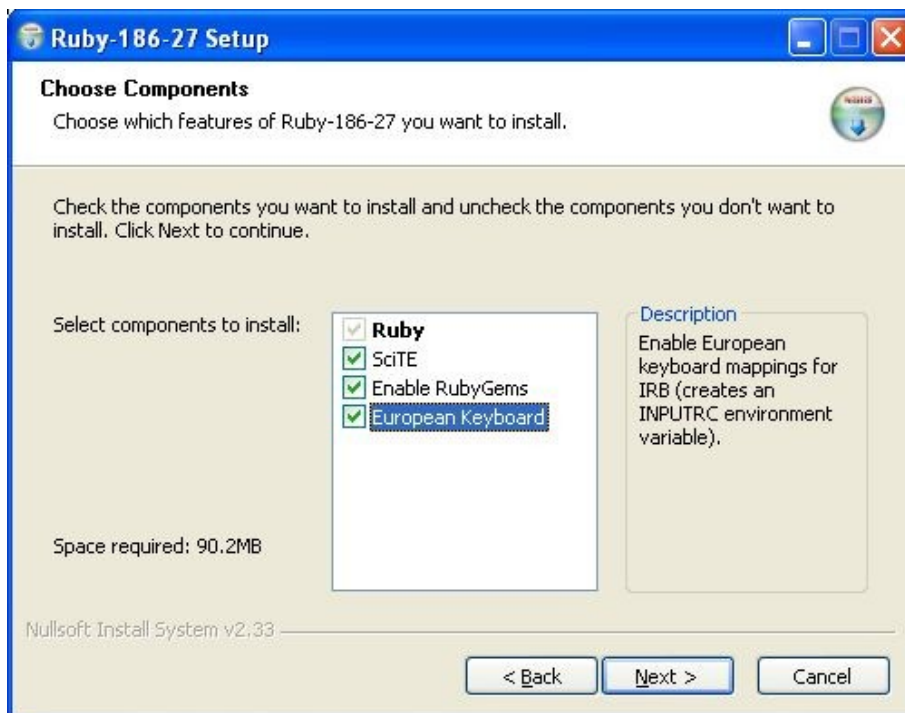 Ruby-186-27 Setup
Choose Components
Choose which features of Ruby-186-27 you want to install.
Check the components you want to install and uncheck the components you don't want to
install. Click Next to continue.
Select components to install:
Ruby
SciTE
Enable RubyGems
European Keyboard
Description
Enable European
keyboard mappings for
IRB (creates an
INPUTRC environment
variable).
Space required: 90.2MB
Nullsoft Install System v2.33
< Back
Next >
Cancel